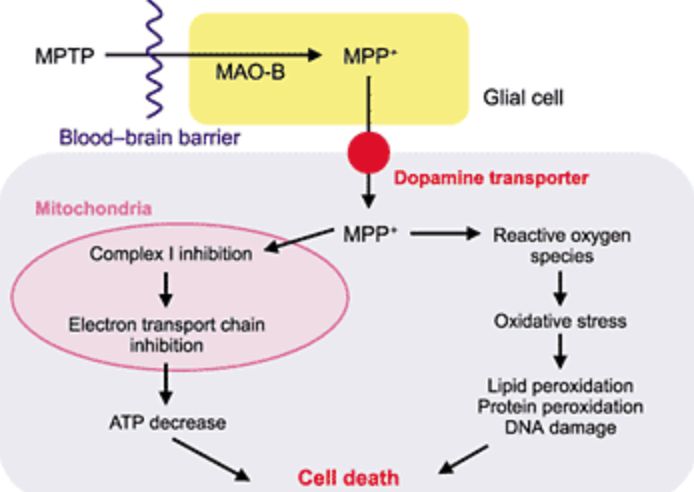 MPTP
MPP⁺
MAO-B
Glial cell
Blood–brain barrier
Dopamine transporter
Mitochondria
MPP⁺
Complex I inhibition
Reactive oxygen
species
Electron transport chain
inhibition
Oxidative stress
ATP decrease
Lipid peroxidation
Protein peroxidation
DNA damage
Cell death